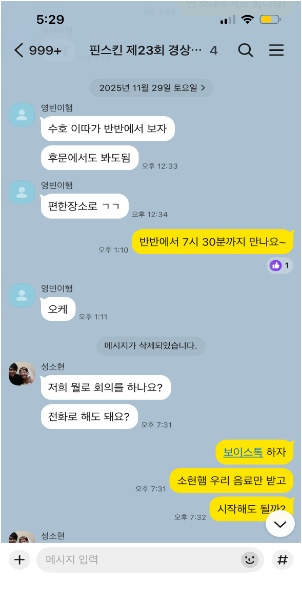 5:29
999+
핀스킨 제23회 경상… 4
2025년 11월 29일 토요일
영빈이햄
수호 이따가 반반에서 보자
후문에서도 봐도됨
오후 12:33
영빈이햄
편한장소로 ㄱㄱ
오후 12:34
반반에서 7시 30분까지 만나요~
오후 1:10
1
영빈이햄
오케
오후 1:11
메시지가 삭제되었습니다.
성소현
저희 뭘로 회의를 하나요?
전화로 해도 돼요?
오후 7:31
보이스톡 하자
소현햄 우리 음료만 받고
오후 7:31
시작해도 될까?
오후 7:32
성소현
메시지 입력
#